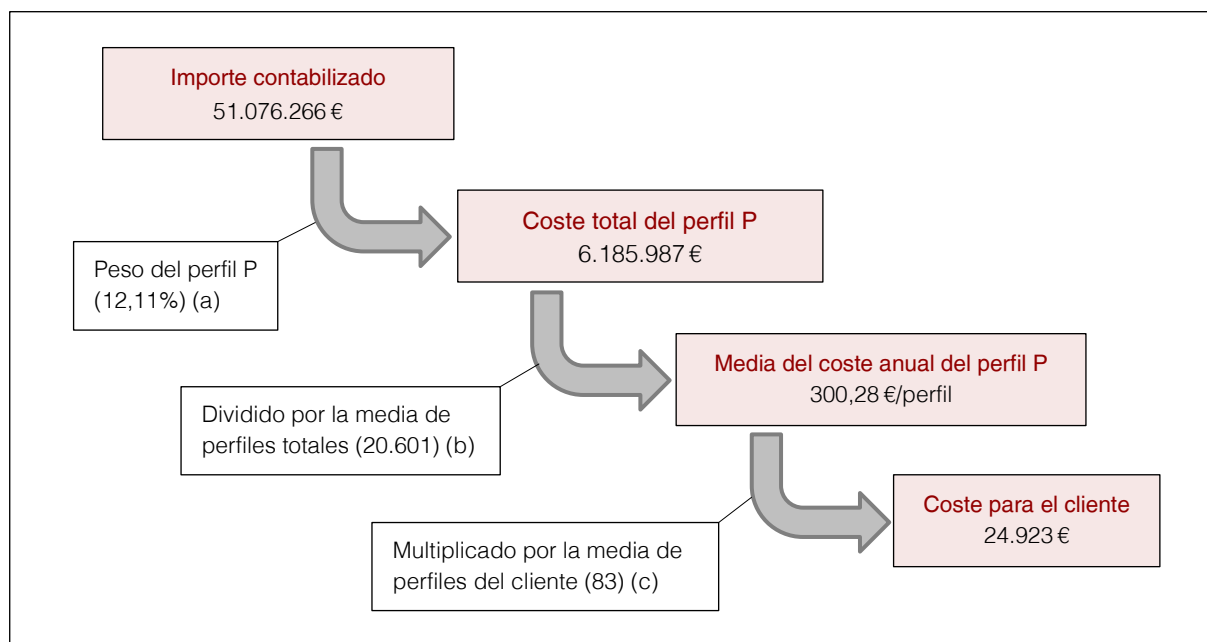 Importe contabilizado
51.076.266 €
Coste total del perfil P
6.185.987 €
Peso del perfil P
(12,11%) (a)
Media del coste anual del perfil P
300,28 €/perfil
Dividido por la media de
perfiles totales (20.601) (b)
Coste para el cliente
24.923 €
Multiplicado por la media de
perfiles del cliente (83) (c)